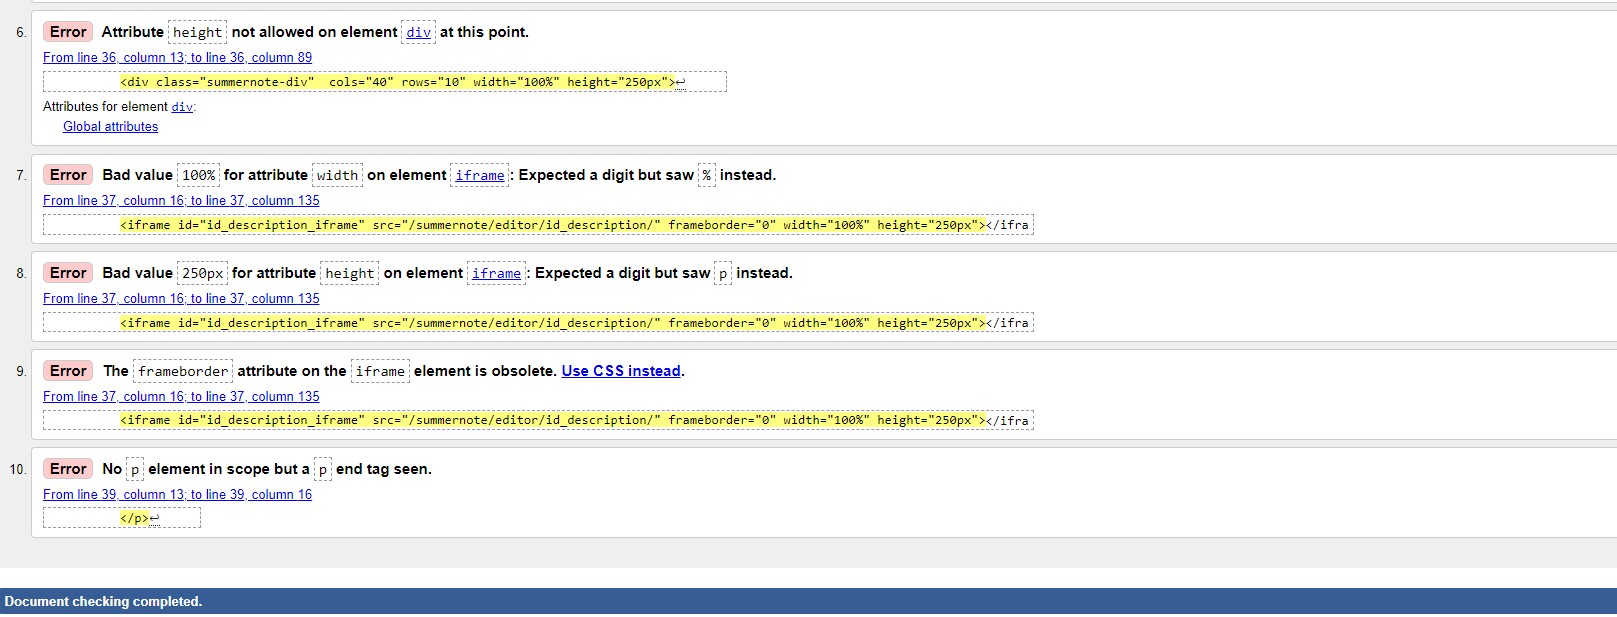 6. Error Attribute height not allowed on element div at this point.
From line 36, column 13; to line 36, column 89
<div class="summernote-div"  cols="40" rows="10" width="100%" height="250px">↩
Attributes for element div:
Global attributes
7. Error Bad value 100% for attribute width on element iframe: Expected a digit but saw % instead.
From line 37, column 16; to line 37, column 135
<iframe id="id_description_iframe" src="/summernote/editor/id_description/" frameborder="0" width="100%" height="250px"></ifra
8. Error Bad value 250px for attribute height on element iframe: Expected a digit but saw p instead.
From line 37, column 16; to line 37, column 135
<iframe id="id_description_iframe" src="/summernote/editor/id_description/" frameborder="0" width="100%" height="250px"></ifra
9. Error The frameborder attribute on the iframe element is obsolete. Use CSS instead.
From line 37, column 16; to line 37, column 135
<iframe id="id_description_iframe" src="/summernote/editor/id_description/" frameborder="0" width="100%" height="250px"></ifra
10. Error No p element in scope but a p end tag seen.
From line 39, column 13; to line 39, column 16
</p>↩
Document checking completed.